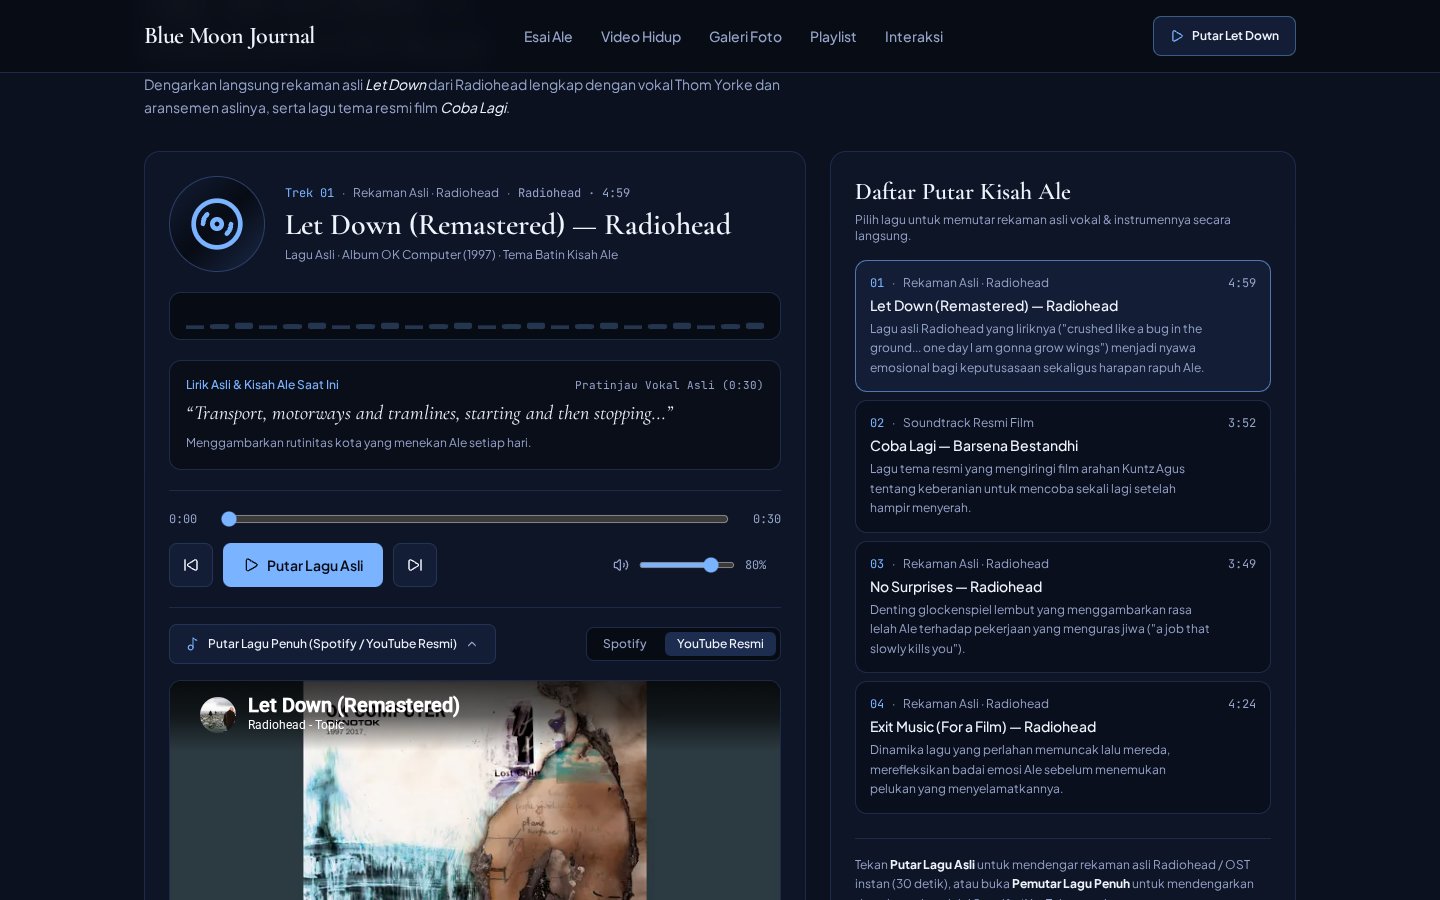 Blue Moon Journal
Esai Ale
Video Hidup
Galeri Foto
Playlist
Interaksi
Putar Let Down
Dengarkan langsung rekaman asli Let Down dari Radiohead lengkap dengan vokal Thom Yorke dan
aransemen aslinya, serta lagu tema resmi film Coba Lagi.
Trek 01 · Rekaman Asli · Radiohead · Radiohead · 4:59
Let Down (Remastered) — Radiohead
Lagu Asli · Album OK Computer (1997) · Tema Batin Kisah Ale
Lirik Asli & Kisah Ale Saat Ini
Pratinjau Vokal Asli (0:30)
“Transport, motorways and tramlines, starting and then stopping...”
Menggambarkan rutinitas kota yang menekan Ale setiap hari.
0:00
0:30
Putar Lagu Asli
80%
Putar Lagu Penuh (Spotify / YouTube Resmi)
Spotify
YouTube Resmi
Let Down (Remastered)
Radiohead - Topic
1997 2017
Lost Child
Daftar Putar Kisah Ale
Pilih lagu untuk memutar rekaman asli vokal & instrumennya secara
langsung.
01 · Rekaman Asli · Radiohead 4:59
Let Down (Remastered) — Radiohead
Lagu asli Radiohead yang liriknya ("crushed like a bug in the
ground... one day I am gonna grow wings") menjadi nyawa
emosional bagi keputusasaan sekaligus harapan rapuh Ale.
02 · Soundtrack Resmi Film 3:52
Coba Lagi — Barsena Bestandhi
Lagu tema resmi yang mengiringi film arahan Kuntz Agus
tentang keberanian untuk mencoba sekali lagi setelah
hampir menyerah.
03 · Rekaman Asli · Radiohead 3:49
No Surprises — Radiohead
Denting glockenspiel lembut yang menggambarkan rasa
lelah Ale terhadap pekerjaan yang menguras jiwa ("a job that
slowly kills you").
04 · Rekaman Asli · Radiohead 4:24
Exit Music (For a Film) — Radiohead
Dinamika lagu yang perlahan memuncak lalu mereda,
merefleksikan badai emosi Ale sebelum menemukan
pelukan yang menyelamatkannya.
Tekan Putar Lagu Asli untuk mendengar rekaman asli Radiohead / OST
instan (30 detik), atau buka Pemutar Lagu Penuh untuk mendengarkan